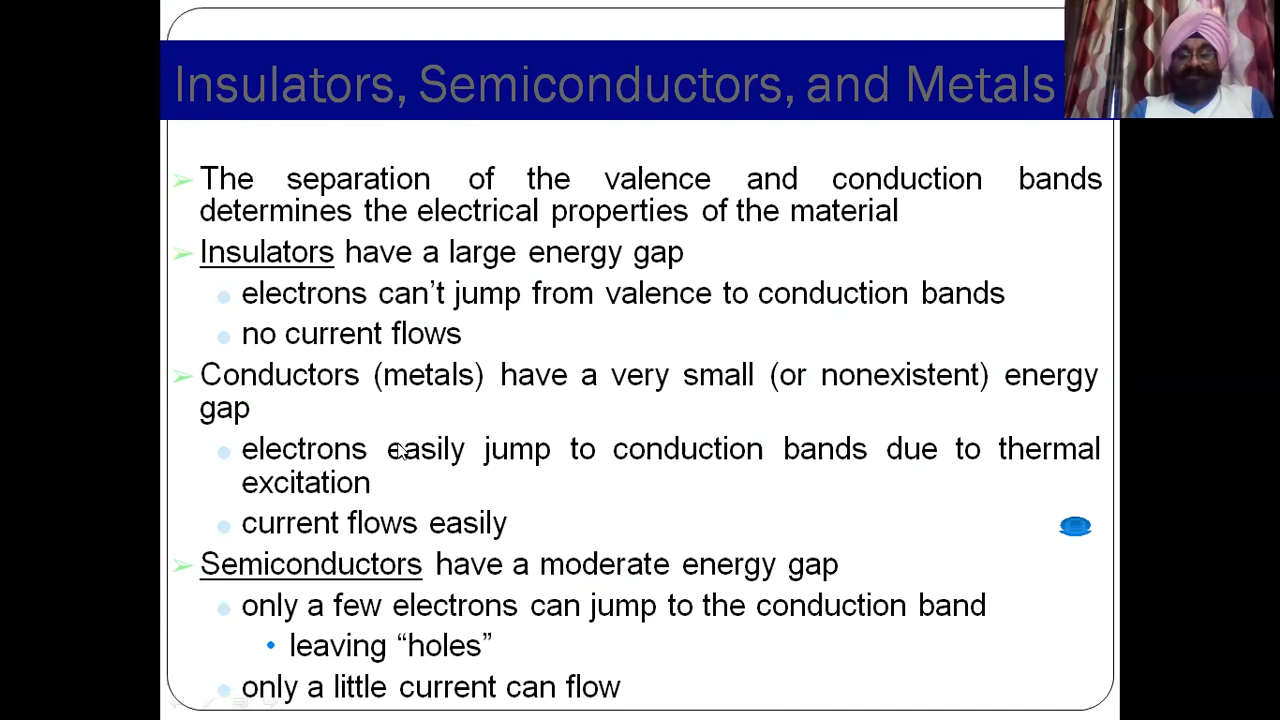 Insulators, Semiconductors, and Metals
The separation of the valence and conduction bands
determines the electrical properties of the material
Insulators have a large energy gap
electrons can’t jump from valence to conduction bands
no current flows
Conductors (metals) have a very small (or nonexistent) energy
gap
electrons easily jump to conduction bands due to thermal
excitation
current flows easily
Semiconductors have a moderate energy gap
only a few electrons can jump to the conduction band
leaving “holes”
only a little current can flow